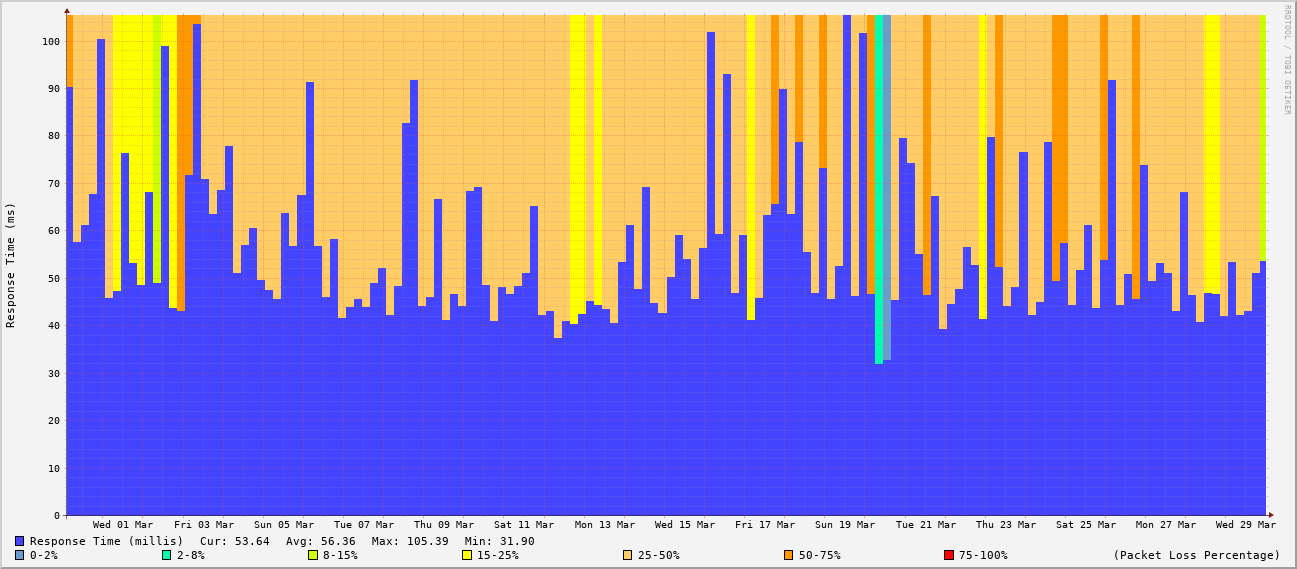 RRDTOOL / TOBI OETIKER
Response Time (ms)
100
90
80
70
60
50
40
30
20
10
0
Wed 01 Mar Fri 03 Mar Sun 05 Mar Tue 07 Mar Thu 09 Mar Sat 11 Mar Mon 13 Mar Wed 15 Mar Fri 17 Mar Sun 19 Mar Tue 21 Mar Thu 23 Mar Sat 25 Mar Mon 27 Mar Wed 29 Mar
Response Time (millis) Cur: 53.64 Avg: 56.36 Max: 105.39 Min: 31.90
0-2% 2-8% 8-15% 15-25% 25-50% 50-75% 75-100% (Packet Loss Percentage)